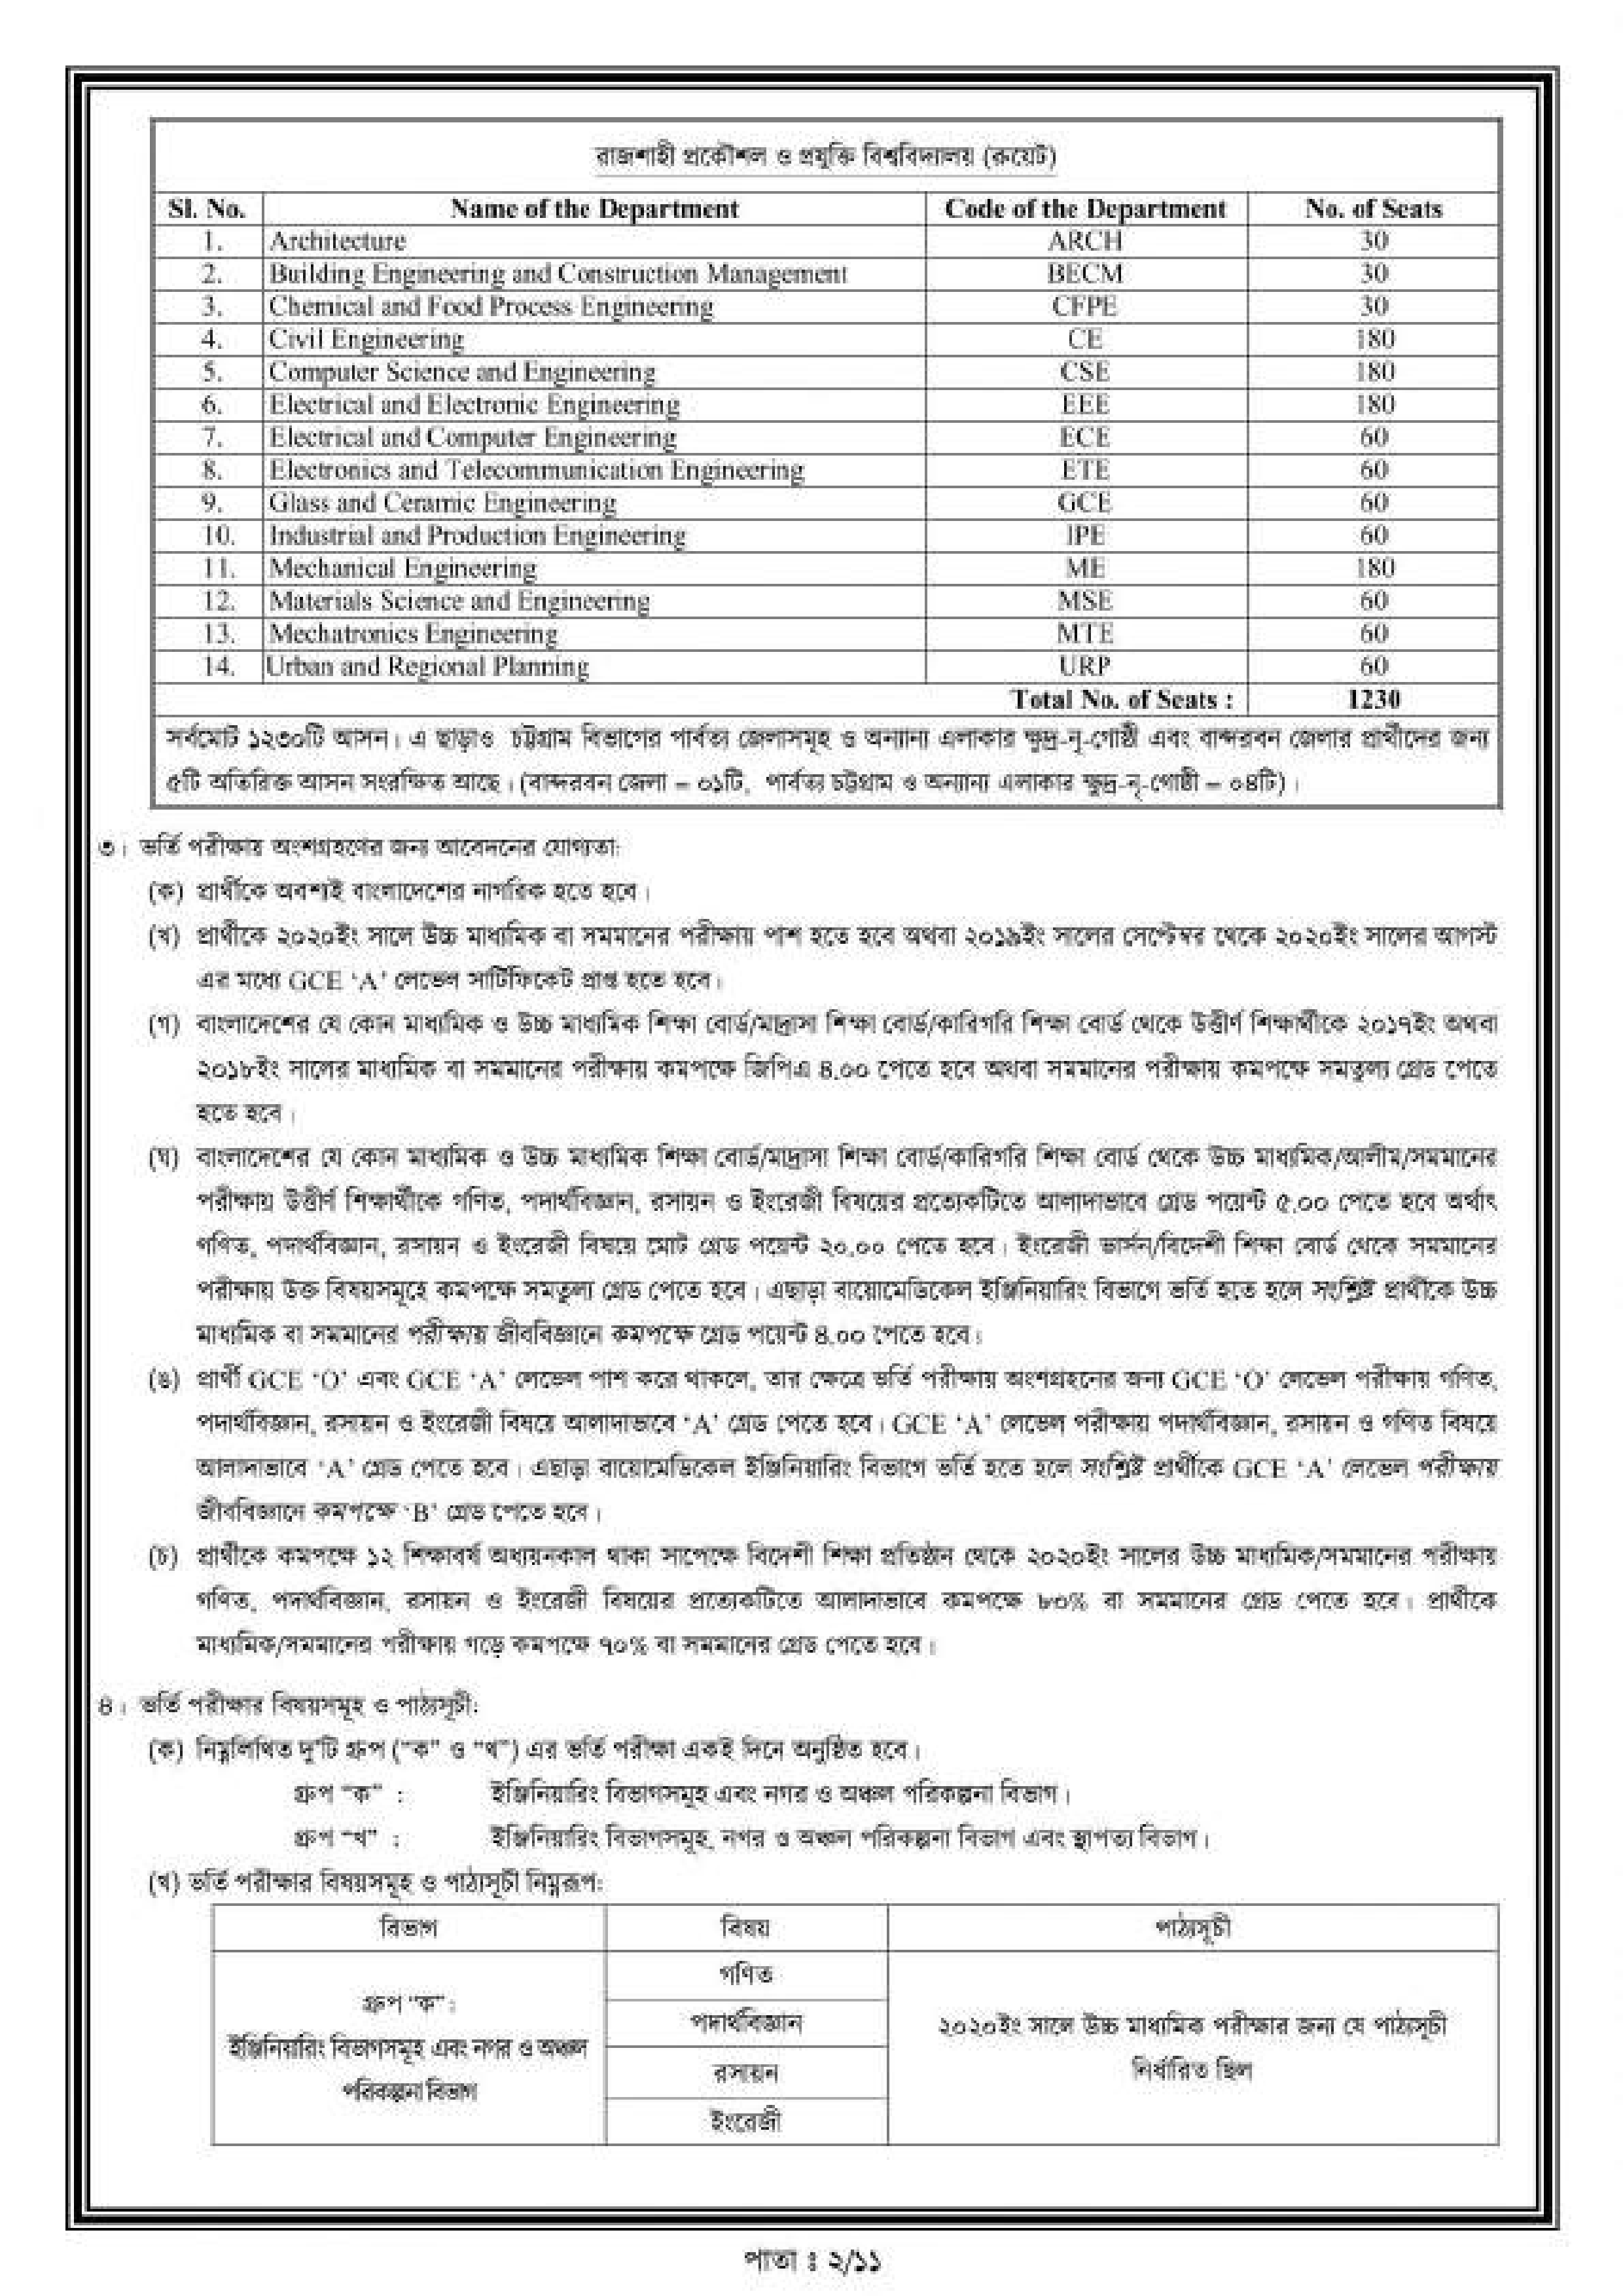 রাজশাহী প্রকৌশল ও প্রযুক্তি বিশ্ববিদ্যালয় (রুয়েট)
Sl. No. Name of the Department Code of the Department No. of Seats
1. Architecture ARCH 30
2. Building Engineering and Construction Management BECM 30
3. Chemical and Food Process Engineering CFPE 30
4. Civil Engineering CE 180
5. Computer Science and Engineering CSE 180
6. Electrical and Electronic Engineering EEE 180
7. Electrical and Computer Engineering ECE 60
8. Electronics and Telecommunication Engineering ETE 60
9. Glass and Ceramic Engineering GCE 60
10. Industrial and Production Engineering IPE 60
11. Mechanical Engineering ME 180
12. Materials Science and Engineering MSE 60
13. Mechatronics Engineering MTE 60
14. Urban and Regional Planning URP 60
Total No. of Seats : 1230
সর্বমোট ১২৩০টি আসন। এ ছাড়াও চট্টগ্রাম বিভাগের পার্বত্য জেলাসমূহ ও অন্যান্য এলাকার ক্ষুদ্র-নৃ-গোষ্ঠী এবং বান্দরবন জেলার প্রার্থীদের জন্য
৫টি অতিরিক্ত আসন সংরক্ষিত আছে। (বান্দরবন জেলা – ০১টি, পার্বত্য চট্টগ্রাম ও অন্যান্য এলাকার ক্ষুদ্র-নৃ-গোষ্ঠী – ০৪টি)।
৩। ভর্তি পরীক্ষায় অংশগ্রহণের জন্য আবেদনের যোগ্যতা:
(ক) প্রার্থীকে অবশ্যই বাংলাদেশের নাগরিক হতে হবে।
(খ) প্রার্থীকে ২০২০ইং সালে উচ্চ মাধ্যমিক বা সমমানের পরীক্ষায় পাশ হতে হবে অথবা ২০১৯ইং সালের সেপ্টেম্বর থেকে ২০২০ইং সালের আগস্ট
এর মধ্যে GCE ‘A’ লেভেল সার্টিফিকেট প্রাপ্ত হতে হবে।
(গ) বাংলাদেশের যে কোন মাধ্যমিক ও উচ্চ মাধ্যমিক শিক্ষা বোর্ড/মাদ্রাসা শিক্ষা বোর্ড/কারিগরি শিক্ষা বোর্ড থেকে উত্তীর্ণ শিক্ষার্থীকে ২০১৭ইং অথবা
২০১৮ইং সালের মাধ্যমিক বা সমমানের পরীক্ষায় কমপক্ষে জিপিএ ৪.০০ পেতে হবে অথবা সমমানের পরীক্ষায় কমপক্ষে সমতুল্য গ্রেড পেতে
হতে হবে।
(ঘ) বাংলাদেশের যে কোন মাধ্যমিক ও উচ্চ মাধ্যমিক শিক্ষা বোর্ড/মাদ্রাসা শিক্ষা বোর্ড/কারিগরি শিক্ষা বোর্ড থেকে উচ্চ মাধ্যমিক/আলীম/সমমানের
পরীক্ষায় উত্তীর্ণ শিক্ষার্থীকে গণিত, পদার্থবিজ্ঞান, রসায়ন ও ইংরেজী বিষয়ের প্রত্যেকটিতে আলাদাভাবে গ্রেড পয়েন্ট ৫.০০ পেতে হবে অর্থাৎ
গণিত, পদার্থবিজ্ঞান, রসায়ন ও ইংরেজী বিষয়ে মোট গ্রেড পয়েন্ট ২০.০০ পেতে হবে। ইংরেজী ভার্সন/বিদেশী শিক্ষা বোর্ড থেকে সমমানের
পরীক্ষায় উক্ত বিষয়সমূহে কমপক্ষে সমতুল্য গ্রেড পেতে হবে। এছাড়া বায়োমেডিকেল ইঞ্জিনিয়ারিং বিভাগে ভর্তি হতে হলে সংশ্লিষ্ট প্রার্থীকে উচ্চ
মাধ্যমিক বা সমমানের পরীক্ষায় জীববিজ্ঞানে কমপক্ষে গ্রেড পয়েন্ট ৪.০০ পেতে হবে।
(ঙ) প্রার্থী GCE ‘O’ এবং GCE ‘A’ লেভেল পাশ করে থাকলে, তার ক্ষেত্রে ভর্তি পরীক্ষায় অংশগ্রহনের জন্য GCE ‘O’ লেভেল পরীক্ষায় গণিত,
পদার্থবিজ্ঞান, রসায়ন ও ইংরেজী বিষয়ে আলাদাভাবে ‘A’ গ্রেড পেতে হবে। GCE ‘A’ লেভেল পরীক্ষায় পদার্থবিজ্ঞান, রসায়ন ও গণিত বিষয়ে
আলাদাভাবে ‘A’ গ্রেড পেতে হবে। এছাড়া বায়োমেডিকেল ইঞ্জিনিয়ারিং বিভাগে ভর্তি হতে হলে সংশ্লিষ্ট প্রার্থীকে GCE ‘A’ লেভেল পরীক্ষায়
জীববিজ্ঞানে কমপক্ষে ‘B’ গ্রেড পেতে হবে।
(চ) প্রার্থীকে কমপক্ষে ১২ শিক্ষাবর্ষ অধ্যয়নকাল থাকা সাপেক্ষে বিদেশী শিক্ষা প্রতিষ্ঠান থেকে ২০২০ইং সালের উচ্চ মাধ্যমিক/সমমানের পরীক্ষায়
গণিত, পদার্থবিজ্ঞান, রসায়ন ও ইংরেজী বিষয়ের প্রত্যেকটিতে আলাদাভাবে কমপক্ষে ৮০% বা সমমানের গ্রেড পেতে হবে। প্রার্থীকে
মাধ্যমিক/সমমানের পরীক্ষায় গড়ে কমপক্ষে ৭০% বা সমমানের গ্রেড পেতে হবে।
৪। ভর্তি পরীক্ষার বিষয়সমূহ ও পাঠ্যসূচী:
(ক) নিম্নলিখিত দু'টি গ্রুপ (“ক” ও “খ”) এর ভর্তি পরীক্ষা একই দিনে অনুষ্ঠিত হবে।
গ্রুপ “ক” : ইঞ্জিনিয়ারিং বিভাগসমূহ এবং নগর ও অঞ্চল পরিকল্পনা বিভাগ।
গ্রুপ “খ” : ইঞ্জিনিয়ারিং বিভাগসমূহ, নগর ও অঞ্চল পরিকল্পনা বিভাগ এবং স্থাপত্য বিভাগ।
(খ) ভর্তি পরীক্ষার বিষয়সমূহ ও পাঠ্যসূচী নিম্নরূপ:
বিভাগ বিষয় পাঠ্যসূচী
গ্রুপ “ক”:
ইঞ্জিনিয়ারিং বিভাগসমূহ এবং নগর ও অঞ্চল
পরিকল্পনা বিভাগ
গণিত
পদার্থবিজ্ঞান
রসায়ন
ইংরেজী
২০২০ইং সালে উচ্চ মাধ্যমিক পরীক্ষার জন্য যে পাঠ্যসূচী
নির্ধারিত ছিল
পাতা ঃ ২/১১